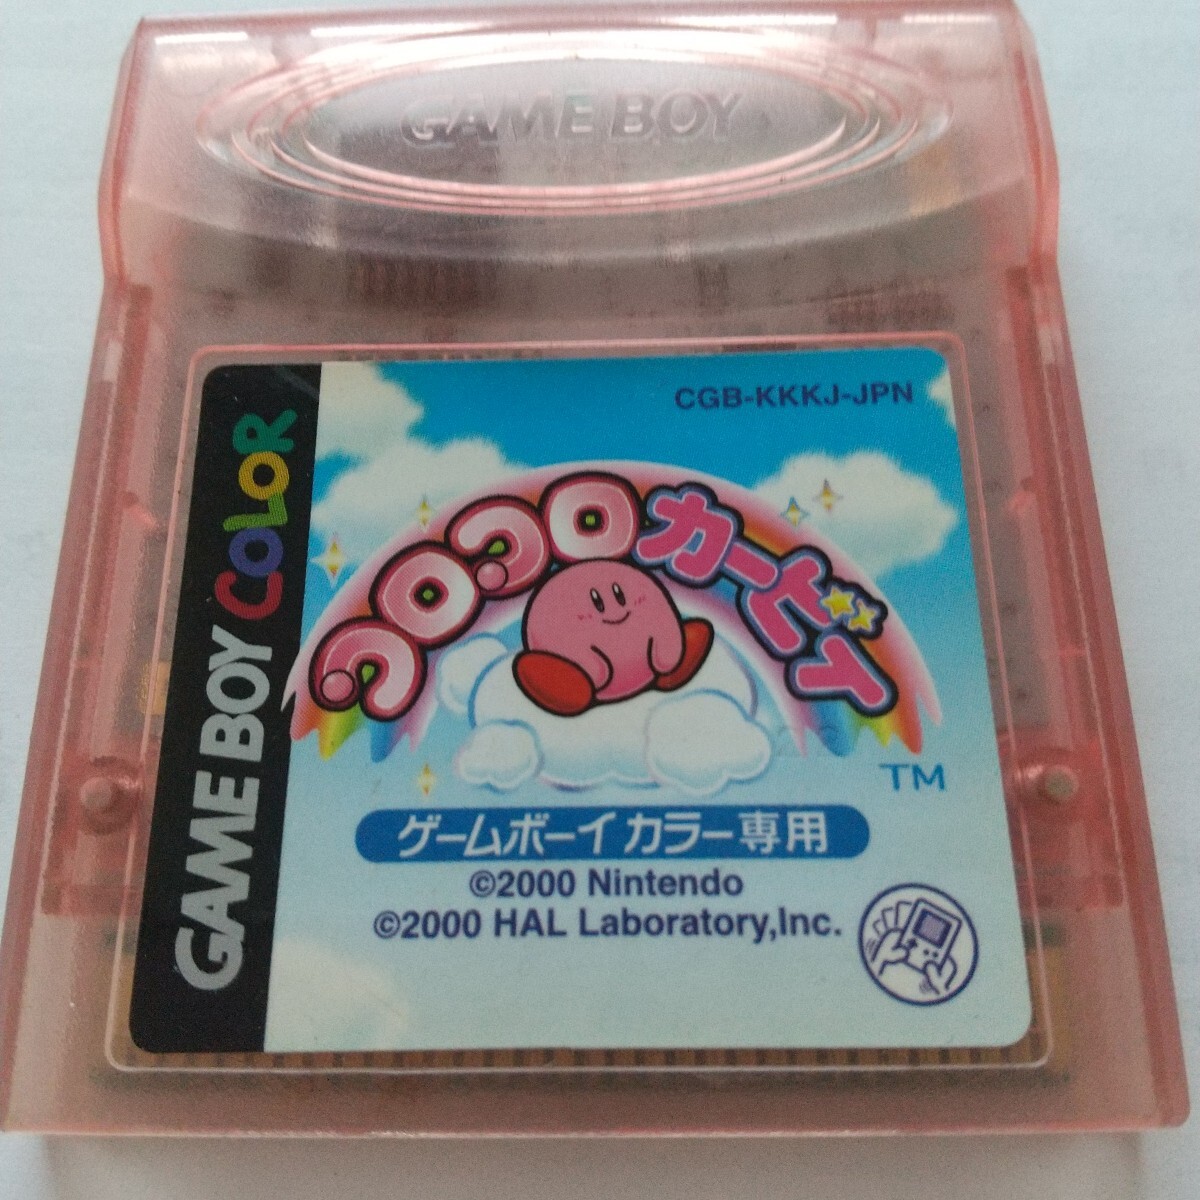 GAME BOY
GAME BOY COLOR
CGB-KKKJ-JPN
コロコロカービィ
TM
ゲームボーイカラー専用
©2000 Nintendo
©2000 HAL Laboratory,Inc.